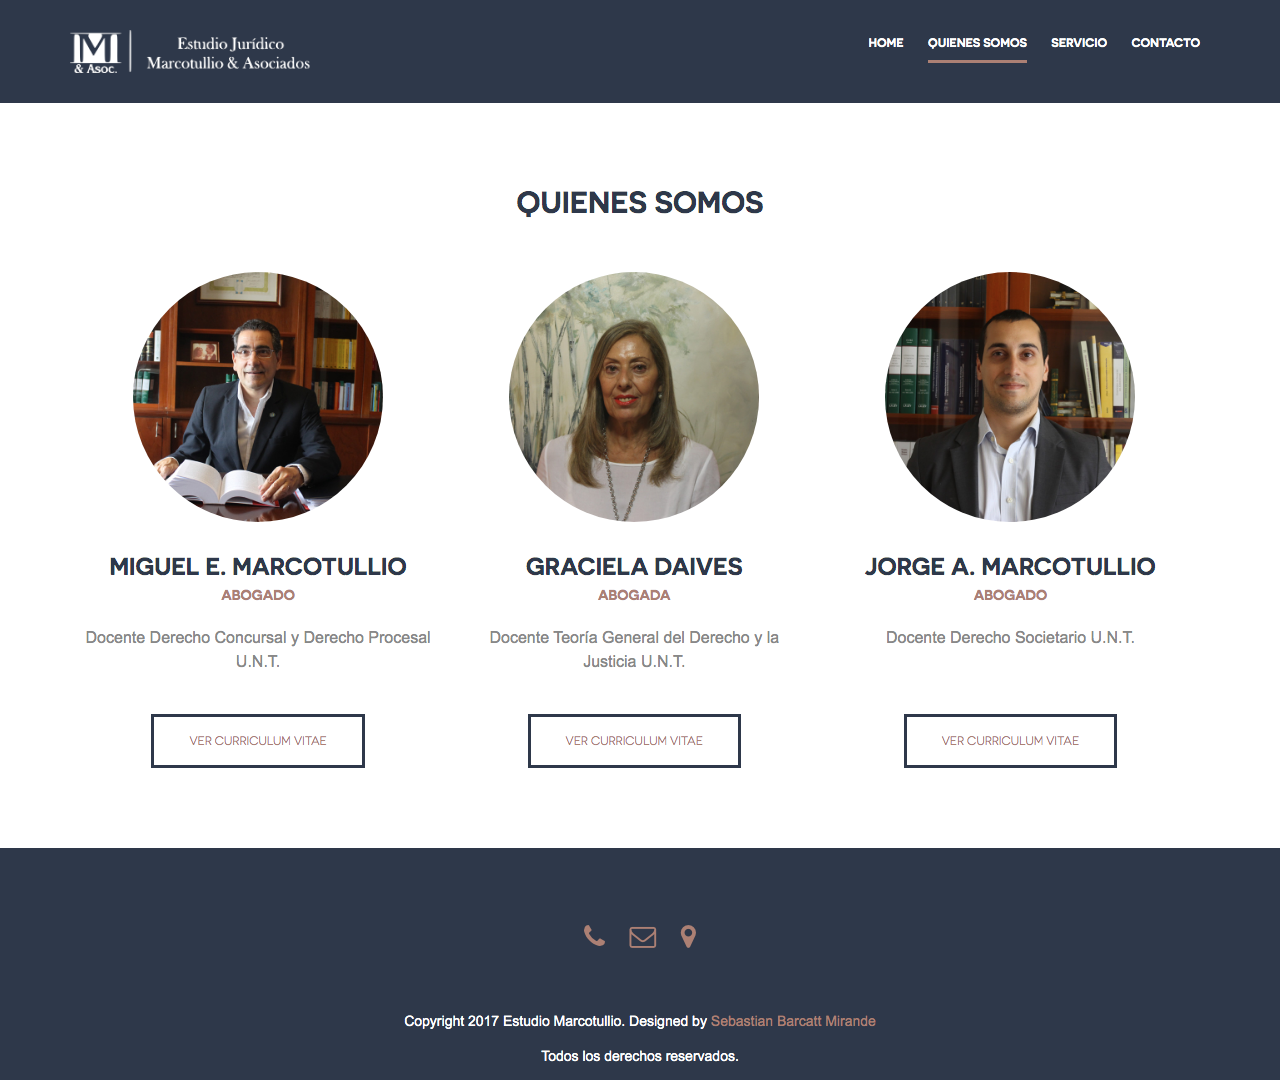 M
& Asoc.
Estudio Jurídico
Marcotullio & Asociados
HOME
QUIENES SOMOS
SERVICIO
CONTACTO
QUIENES SOMOS
MIGUEL E. MARCOTULLIO
ABOGADO
Docente Derecho Concursal y Derecho Procesal
U.N.T.
VER CURRICULUM VITAE
GRACIELA DAIVES
ABOGADA
Docente Teoría General del Derecho y la
Justicia U.N.T.
VER CURRICULUM VITAE
JORGE A. MARCOTULLIO
ABOGADO
Docente Derecho Societario U.N.T.
VER CURRICULUM VITAE
Copyright 2017 Estudio Marcotullio. Designed by Sebastian Barcatt Mirande
Todos los derechos reservados.